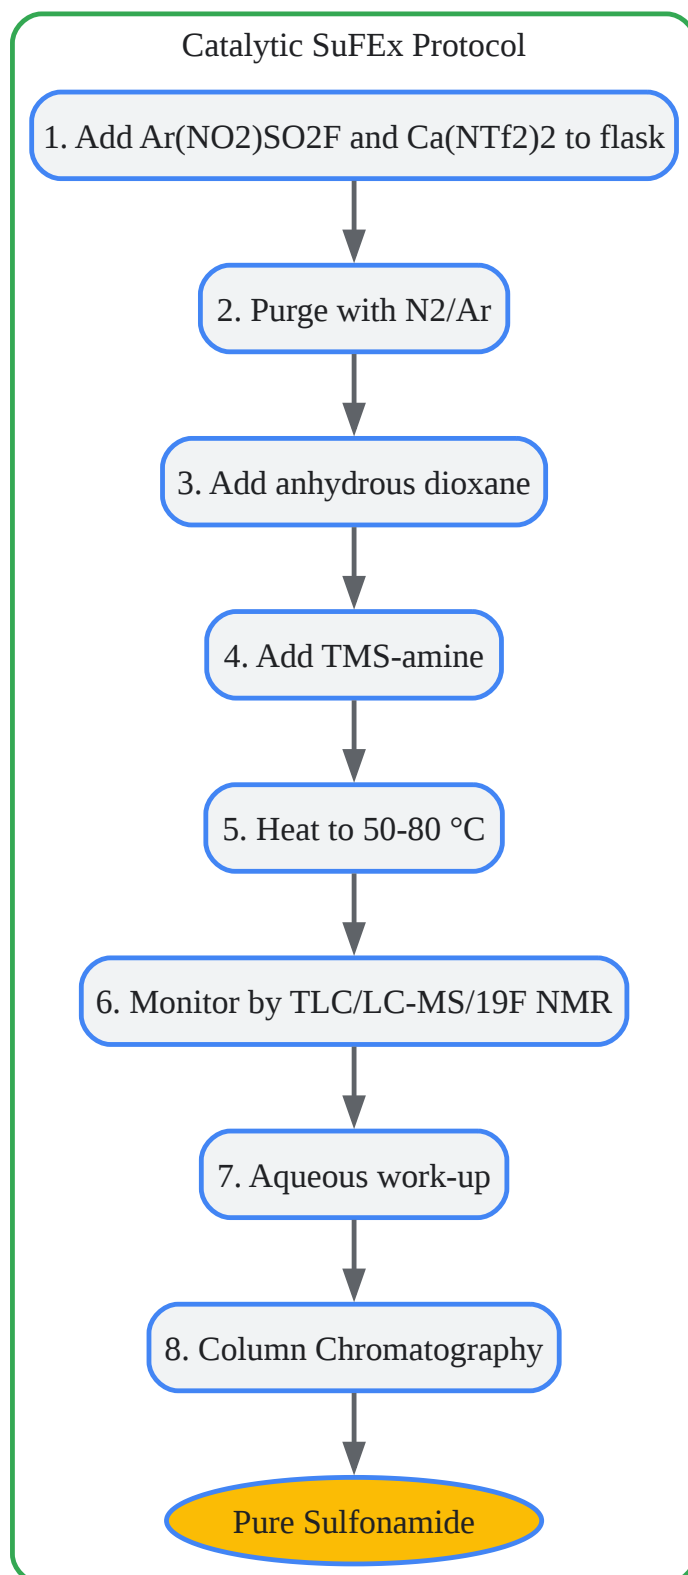 Catalytic SuFEx Protocol
1. Add Ar(NO2)SO2F and Ca(NTf2)2 to flask
2. Purge with N2/Ar
3. Add anhydrous dioxane
4. Add TMS-amine
5. Heat to 50-80 °C
6. Monitor by TLC/LC-MS/19F NMR
7. Aqueous work-up
8. Column Chromatography
Pure Sulfonamide